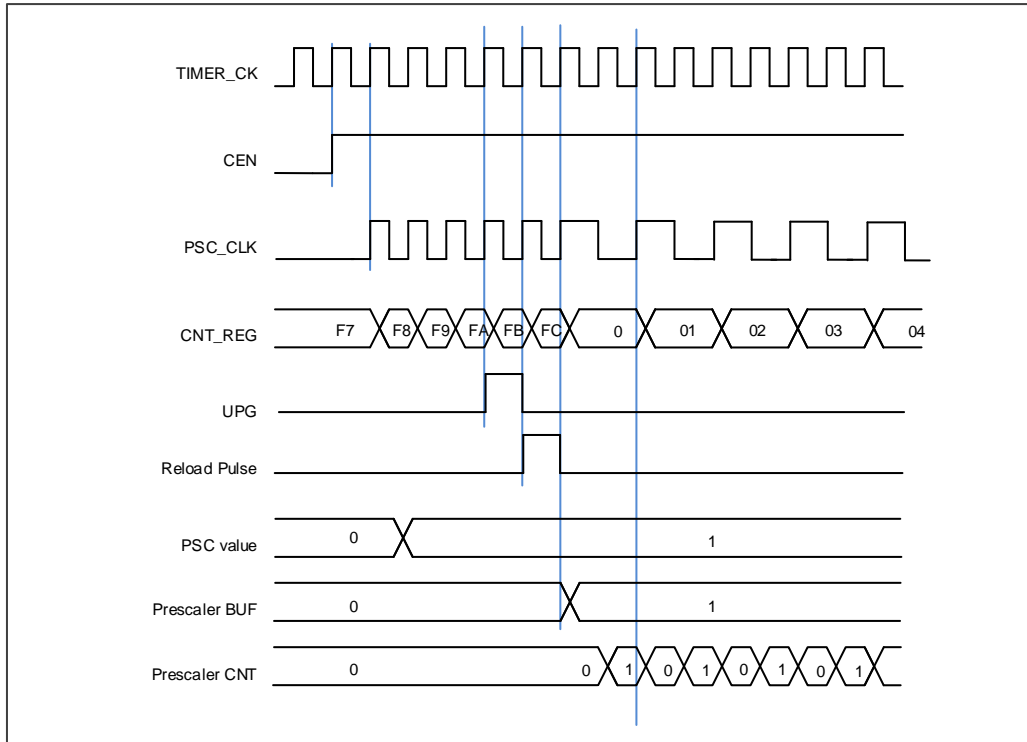 TIMER_CK
CEN
PSC_CLK
CNT_REG F7 F8 F9 FA FB FC 0 01 02 03 04
UPG
Reload Pulse
PSC value 0 1
Prescaler BUF 0 1
Prescaler CNT 0 0 1 0 1 0 1 0 1